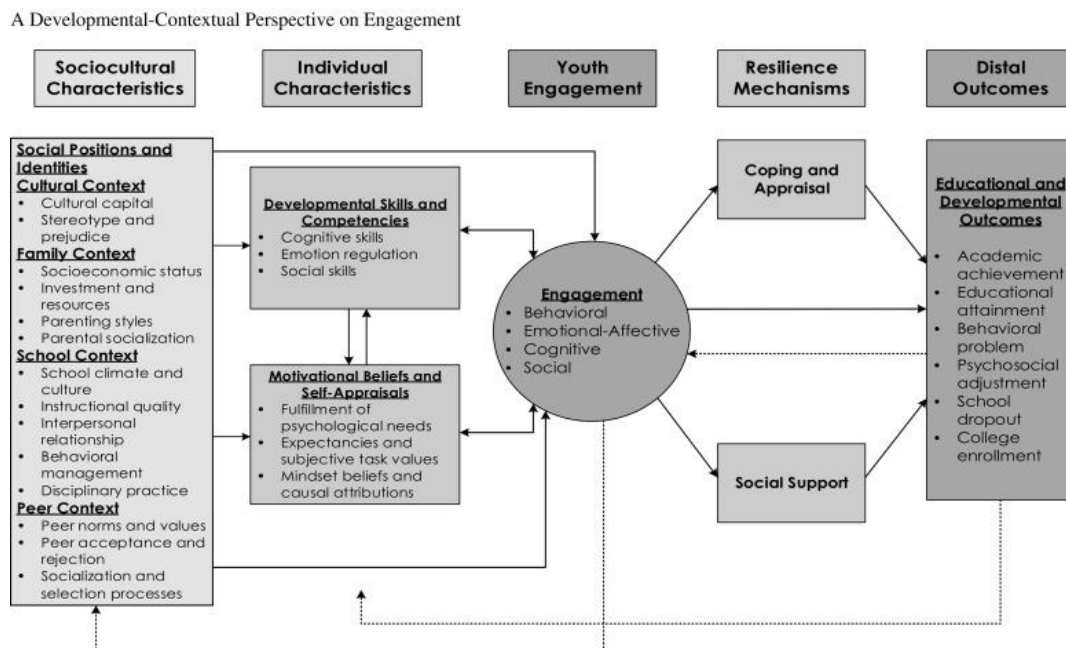 A Developmental-Contextual Perspective on Engagement
Sociocultural
Characteristics
Individual
Characteristics
Youth
Engagement
Resilience
Mechanisms
Distal
Outcomes
Social Positions and
Identities
Cultural Context
• Cultural capital
• Stereotype and
prejudice
Family Context
• Socioeconomic status
• Investment and
resources
• Parenting styles
• Parental socialization
School Context
• School climate and
culture
• Instructional quality
• Interpersonal
relationship
• Behavioral
management
• Disciplinary practice
Peer Context
• Peer norms and values
• Peer acceptance and
rejection
• Socialization and
selection processes
Developmental Skills and
Competencies
• Cognitive skills
• Emotion regulation
• Social skills
Motivational Beliefs and
Self-Appraisals
• Fulfillment of
psychological needs
• Expectancies and
subjective task values
• Mindset beliefs and
causal attributions
Engagement
• Behavioral
• Emotional-Affective
• Cognitive
• Social
Coping and
Appraisal
Social Support
Educational and
Developmental
Outcomes
• Academic
achievement
• Educational
attainment
• Behavioral
problem
• Psychosocial
adjustment
• School
dropout
• College
enrollment